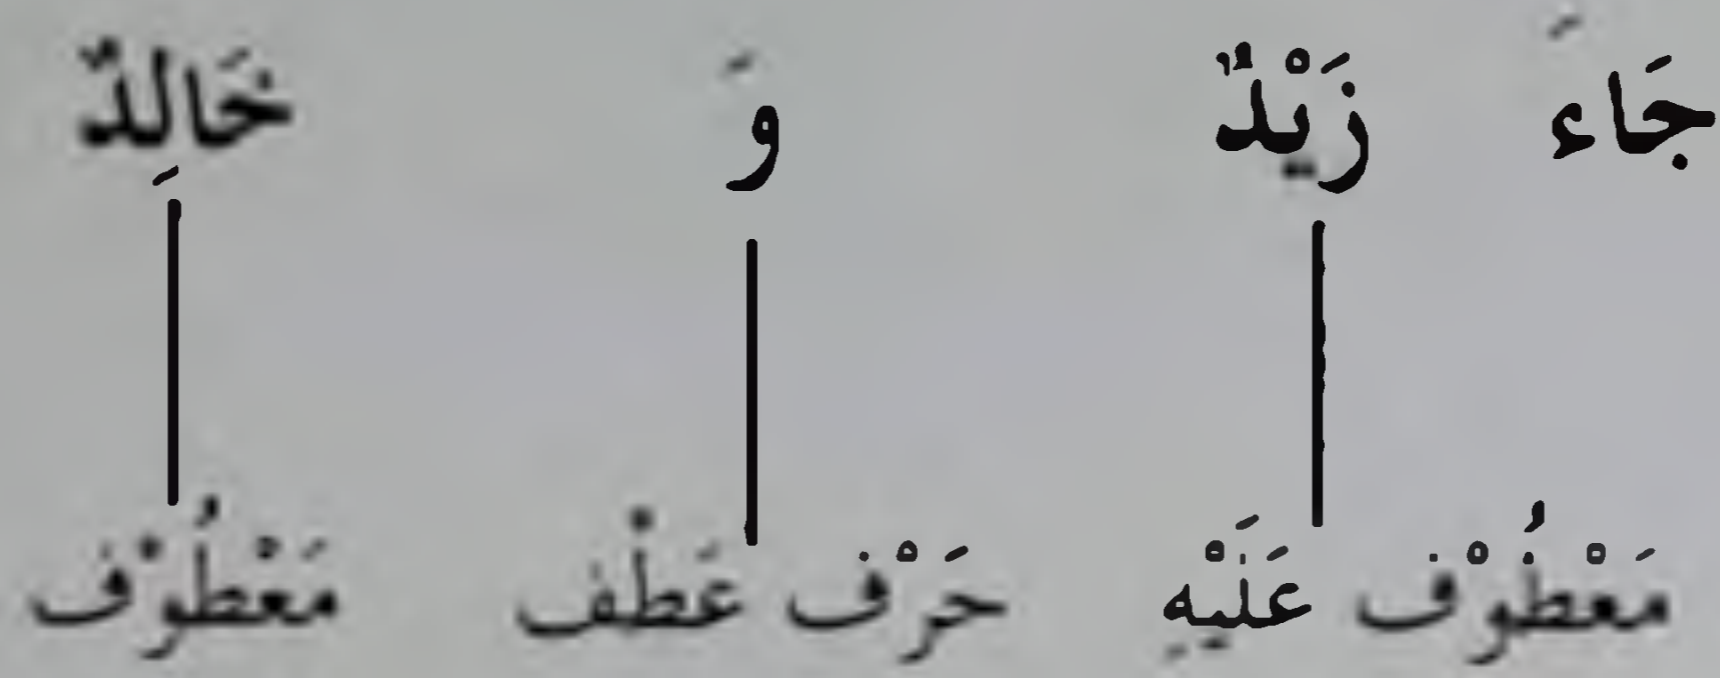 جَاءَ زَيْدٌ وَ خَالِدٌ
مَعْطُوْف عَلَيْهِ حَرْف عَطْف مَعْطُوْف